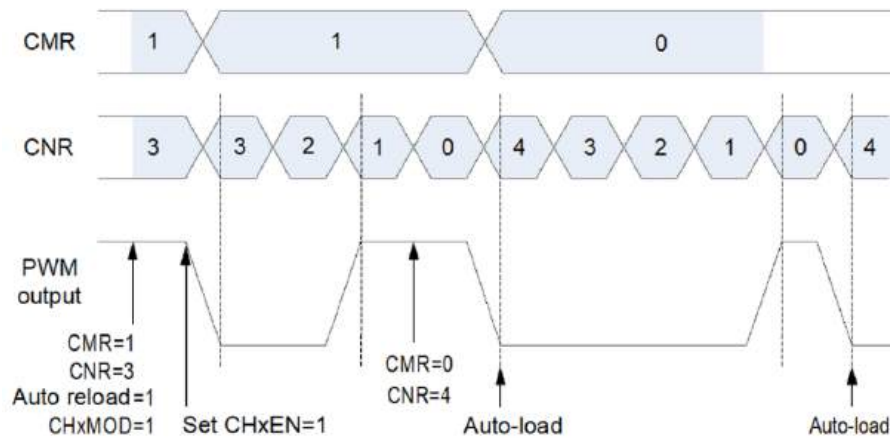 CMR 1 1 0
CNR 3 3 2 1 0 4 3 2 1 0 4
PWM
output
CMR=1
CNR=3
Auto reload=1
CHxMOD=1
Set CHxEN=1
CMR=0
CNR=4
Auto-load
Auto-load